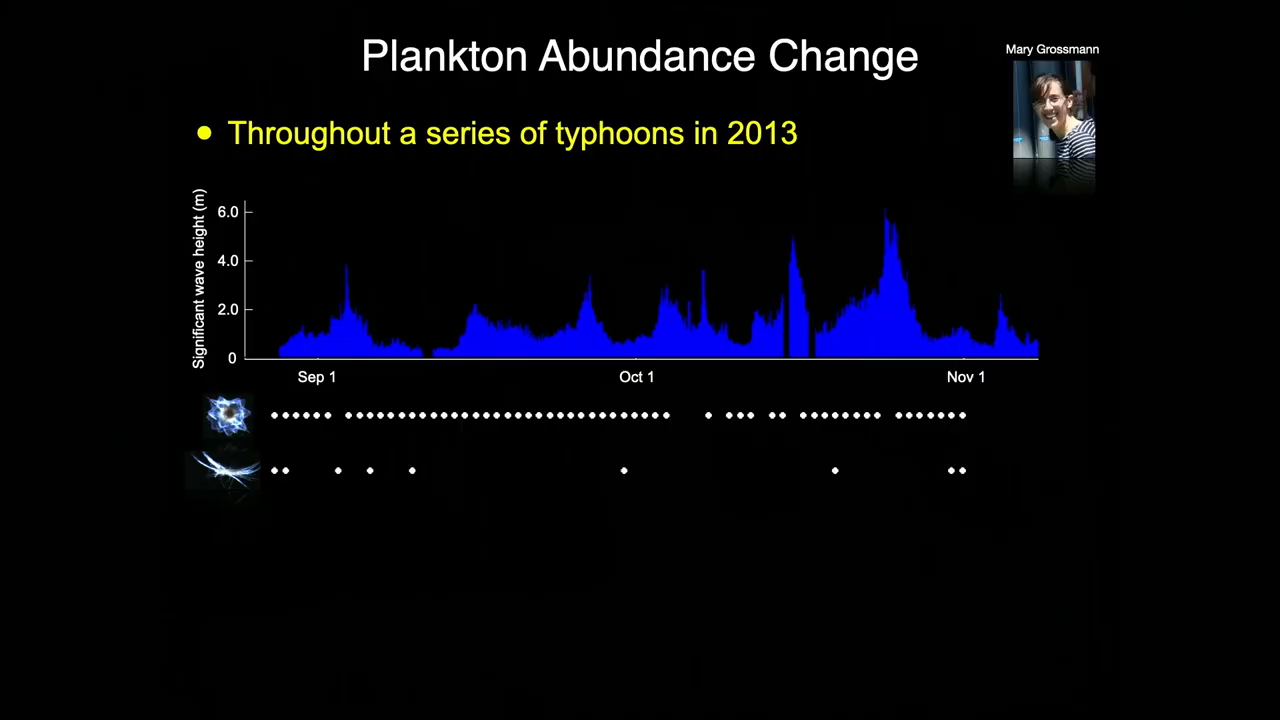 Plankton Abundance Change
Mary Grossmann
• Throughout a series of typhoons in 2013
Significant wave height (m)
6.0
4.0
2.0
0
Sep 1 Oct 1 Nov 1